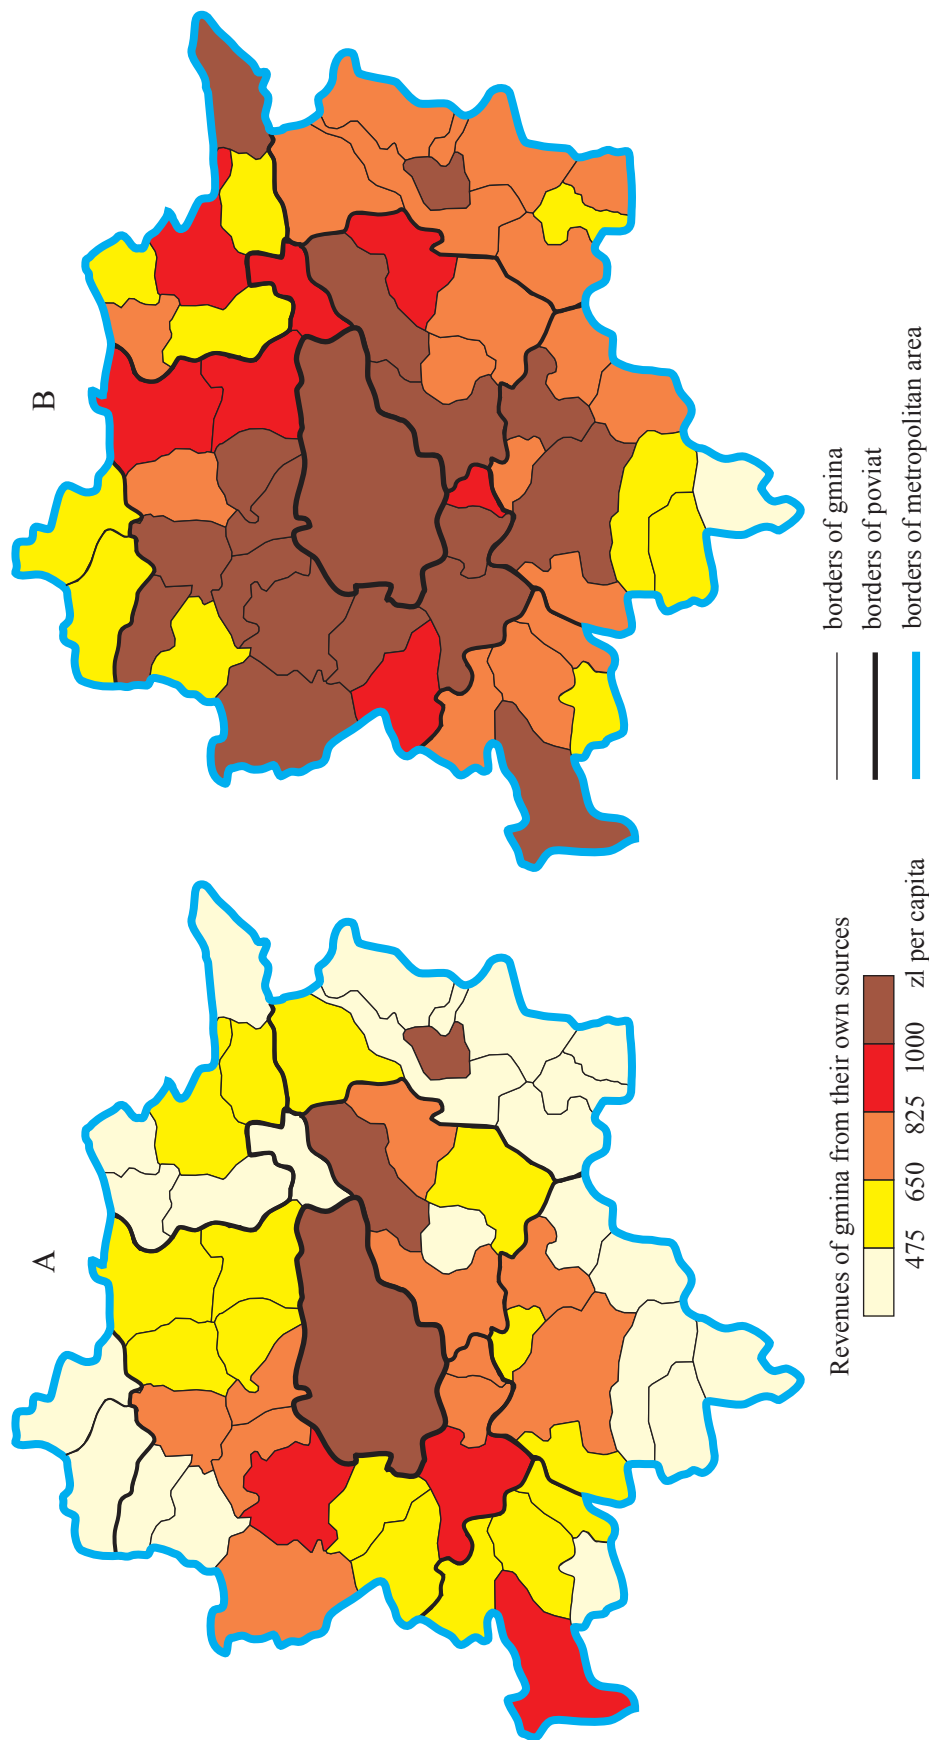 A
B
Revenues of gmina from their own sources
475 650 825 1000 zl per capita
borders of gmina
borders of poviat
borders of metropolitan area